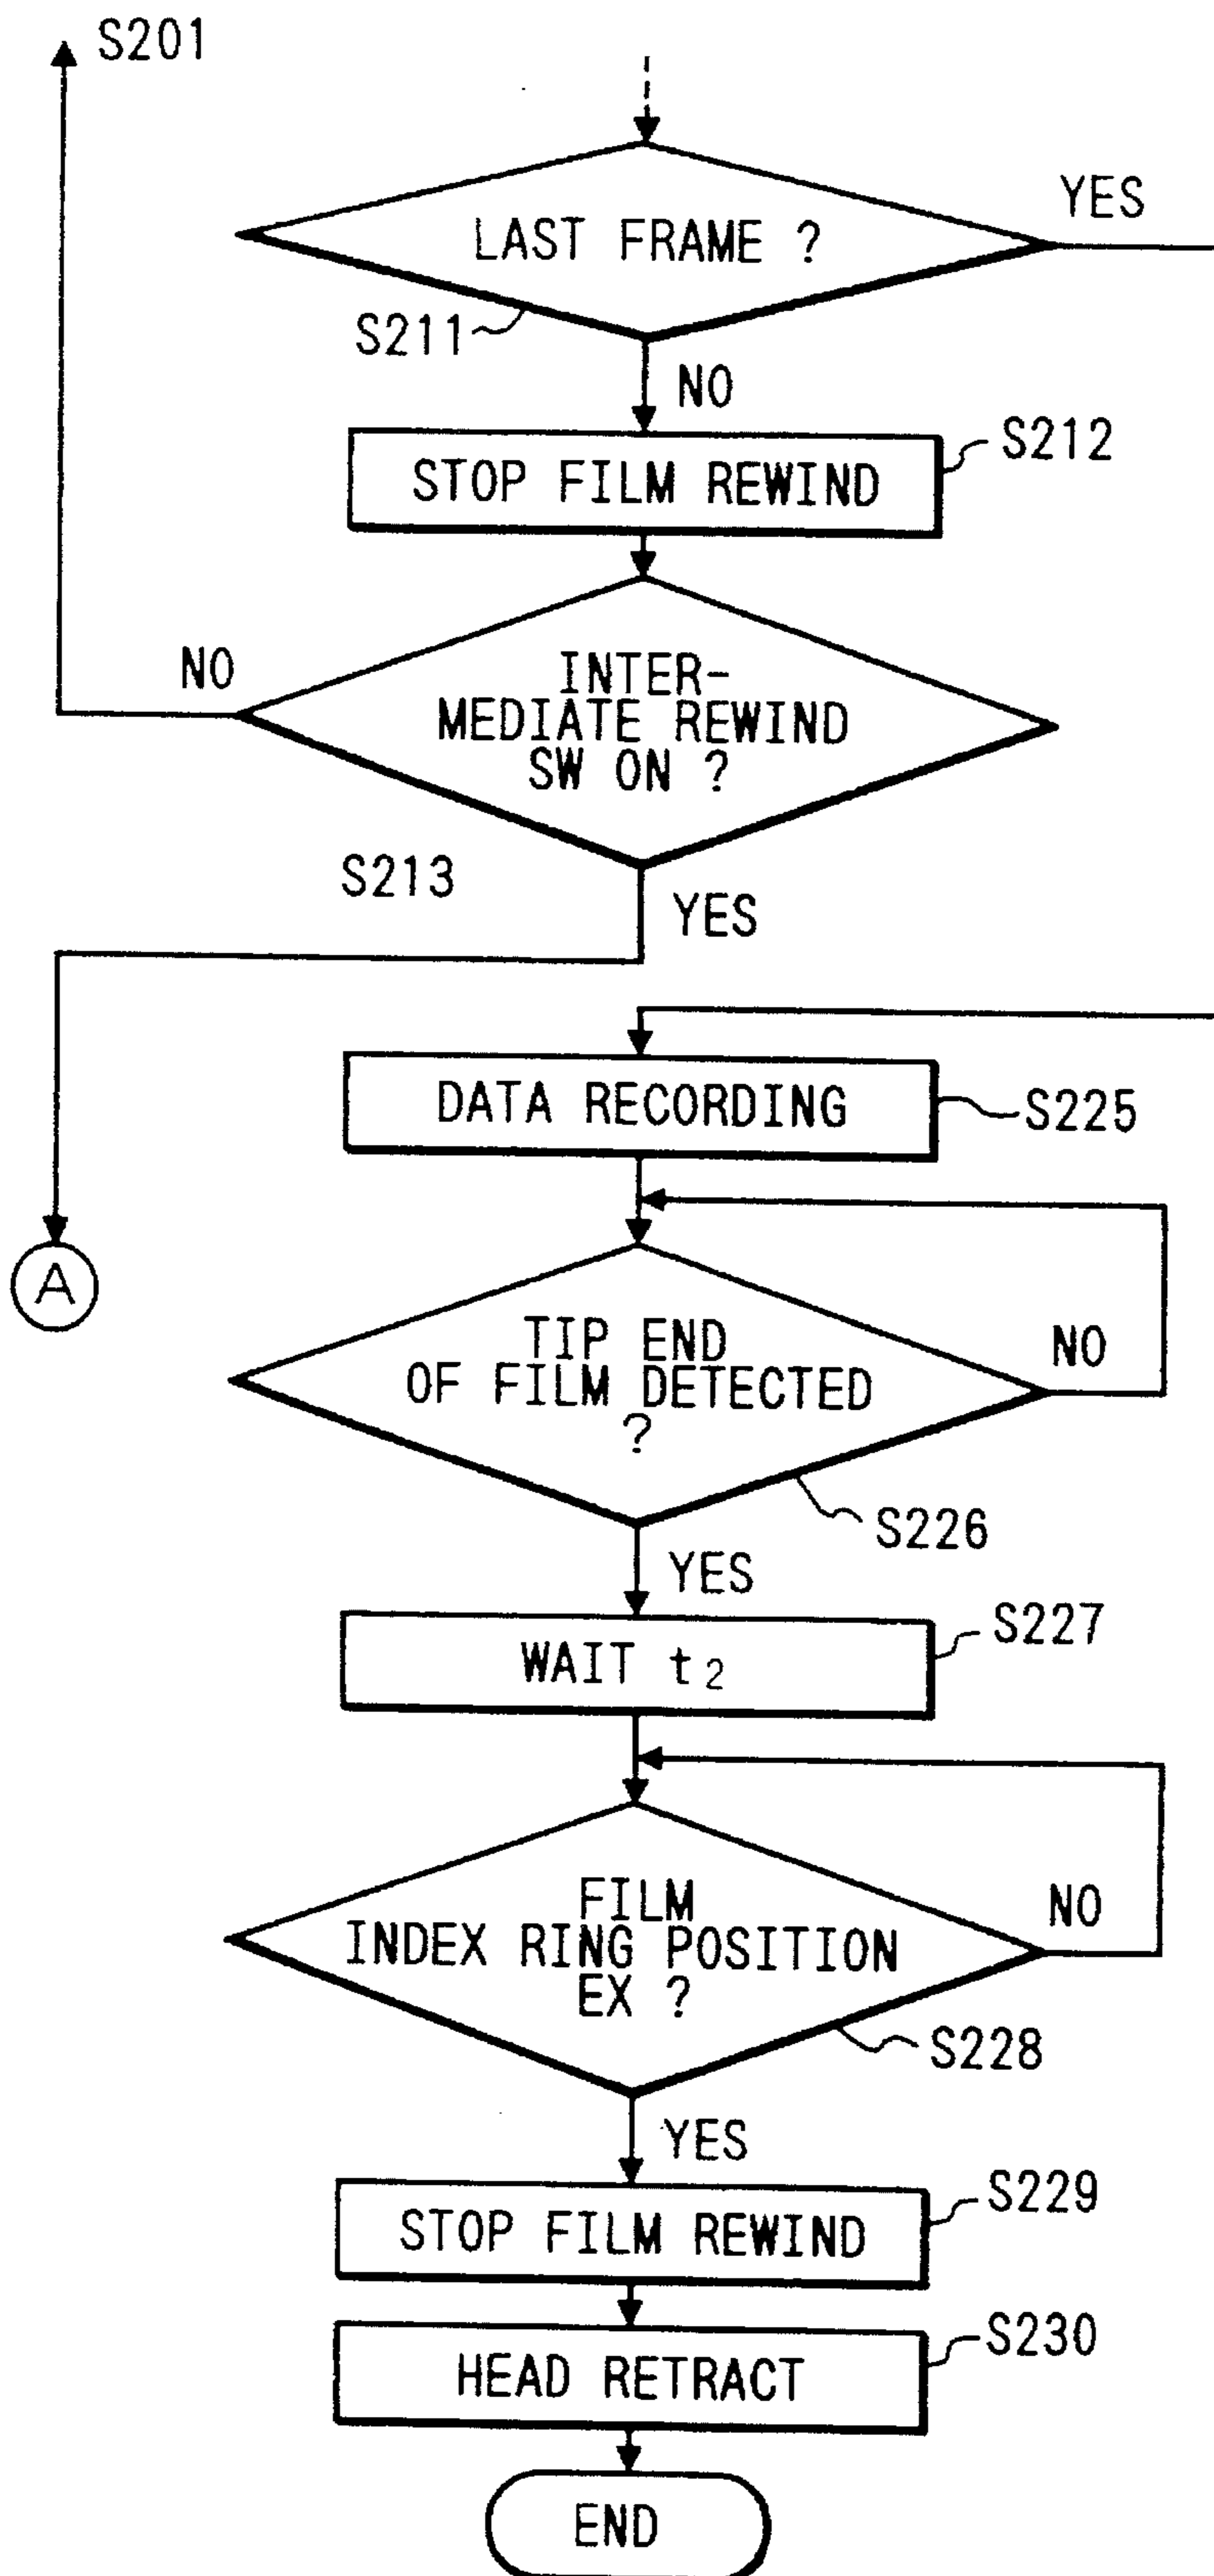 S201
LAST FRAME ?
YES
S211
NO
STOP FILM REWIND
S212
INTER-
MEDIATE REWIND
SW ON ?
NO
S213
YES
DATA RECORDING
S225
A
TIP END
OF FILM DETECTED
?
NO
S226
YES
WAIT t2
S227
FILM
INDEX RING POSITION
EX ?
NO
S228
YES
STOP FILM REWIND
S229
HEAD RETRACT
S230
END